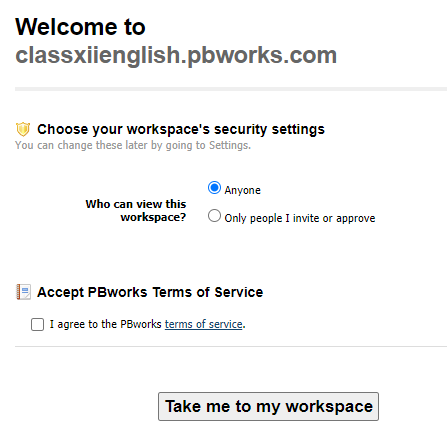 Welcome to
classxiienglish.pbworks.com
Choose your workspace's security settings
You can change these later by going to Settings.
Who can view this
workspace?
Anyone
Only people I invite or approve
Accept PBworks Terms of Service
I agree to the PBworks terms of service.
Take me to my workspace